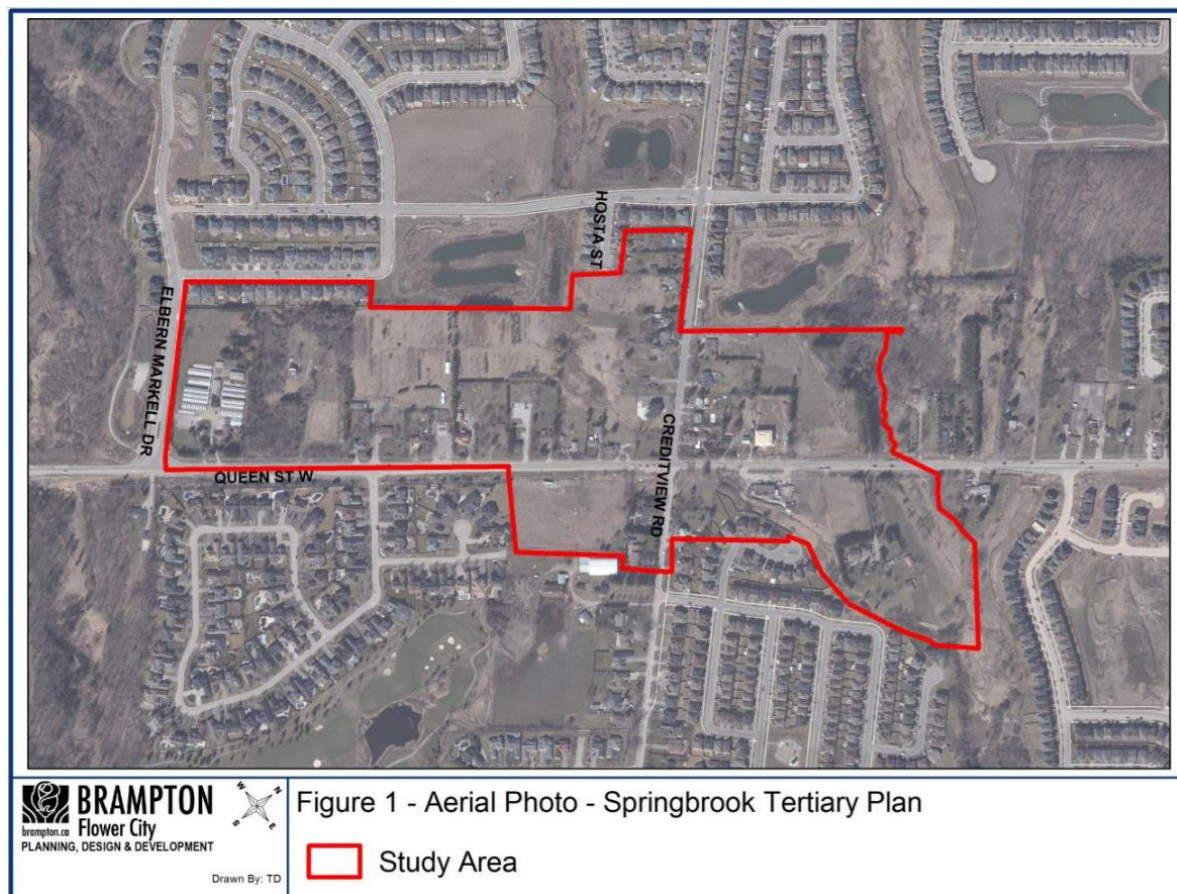 HOSTA ST
ELBERN MARKELL DR
CREDITVIEW RD
QUEEN ST W
BRAMPTON
brampton.ca Flower City
PLANNING, DESIGN & DEVELOPMENT
W N
S E
Drawn By: TD
Figure 1 - Aerial Photo - Springbrook Tertiary Plan
Study Area